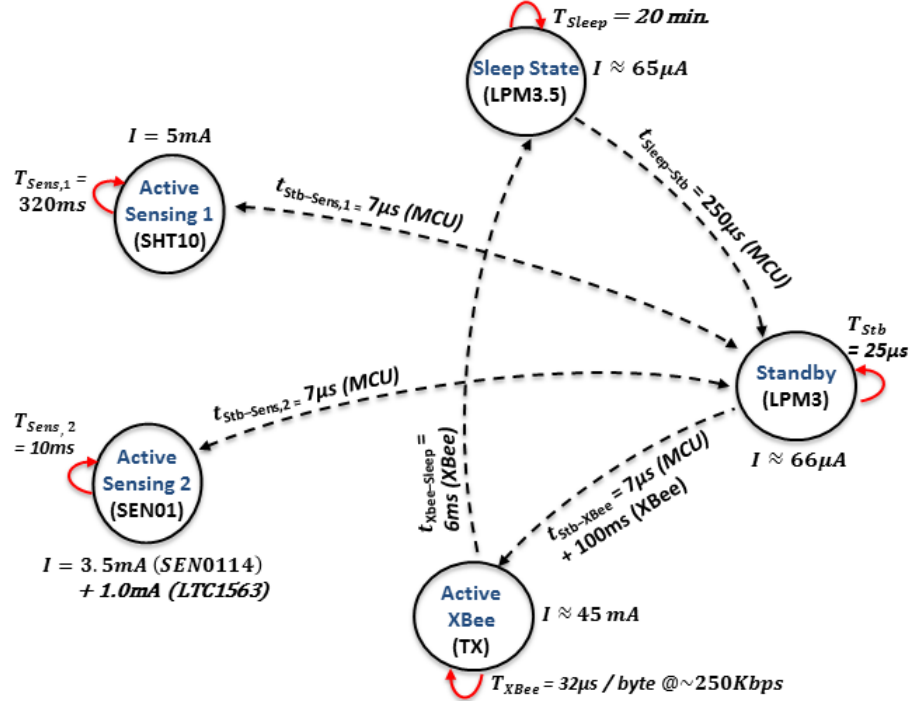 T_Sleep = 20 min.
Sleep State
(LPM3.5)
I ≈ 65μA
I = 5mA
T_Sens,1 =
320ms
Active
Sensing 1
(SHT10)
t_Stb–Sens,1 = 7μs (MCU)
t_Sleep–Stb = 250μs (MCU)
T_Stb
= 25μs
Standby
(LPM3)
I ≈ 66μA
t_Stb–Sens,2 = 7μs (MCU)
T_Sens, 2
= 10ms
Active
Sensing 2
(SEN01)
I = 3.5mA (SEN0114)
+ 1.0mA (LTC1563)
t_Xbee–Sleep =
6ms (XBee)
t_Stb–XBee = 7μs (MCU)
+ 100ms (XBee)
Active
XBee
(TX)
I ≈ 45 mA
T_XBee = 32μs / byte @~250Kbps